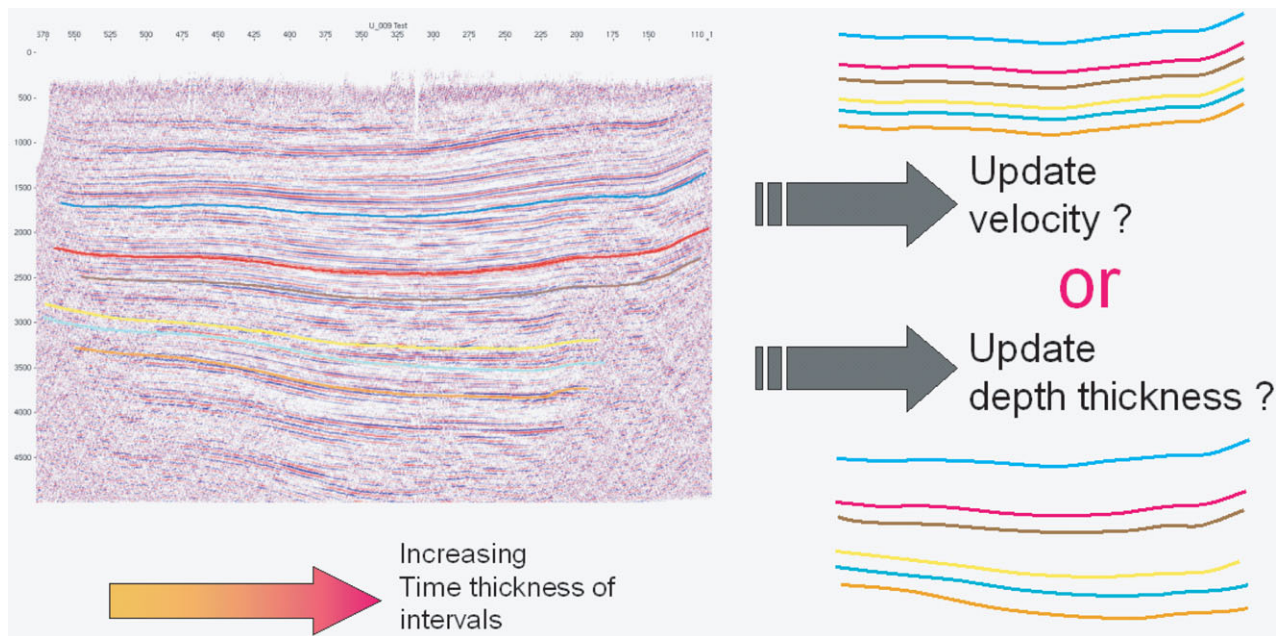 U_009 Test
578 550 525 500 475 450 425 400 375 350 325 300 275 250 225 200 175 150 110_1
0
500
1000
1500
2000
2500
3000
3500
4000
4500
Update
velocity ?
or
Update
depth thickness ?
Increasing
Time thickness of
intervals